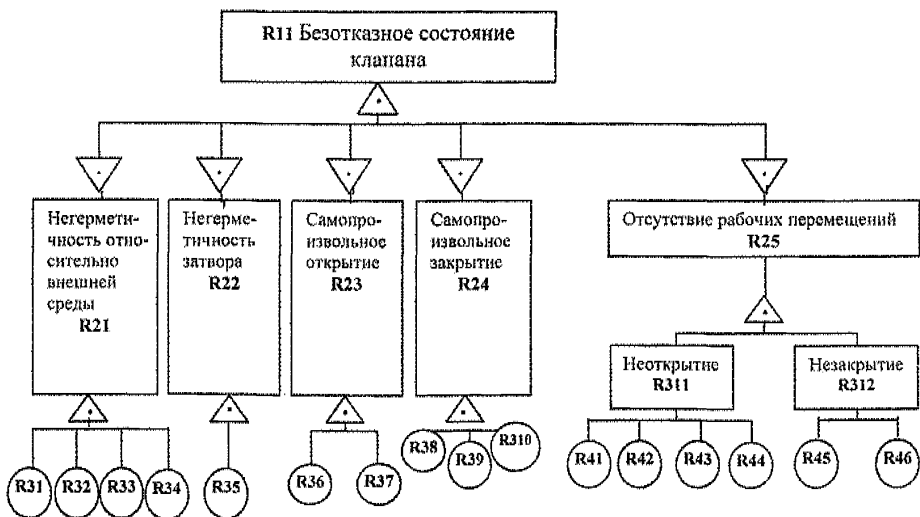 R11 Безотказное состояние
клапана
Негермети-
чность отно-
сительно
внешней
среды
R21
Негерме-
тичность
затвора
R22
Самопро-
извольное
открытие
R23
Самопро-
извольное
закрытие
R24
Отсутствие рабочих перемещений
R25
Неоткрытие
R311
Незакрытие
R312
R31
R32
R33
R34
R35
R36
R37
R38
R39
R310
R41
R42
R43
R44
R45
R46